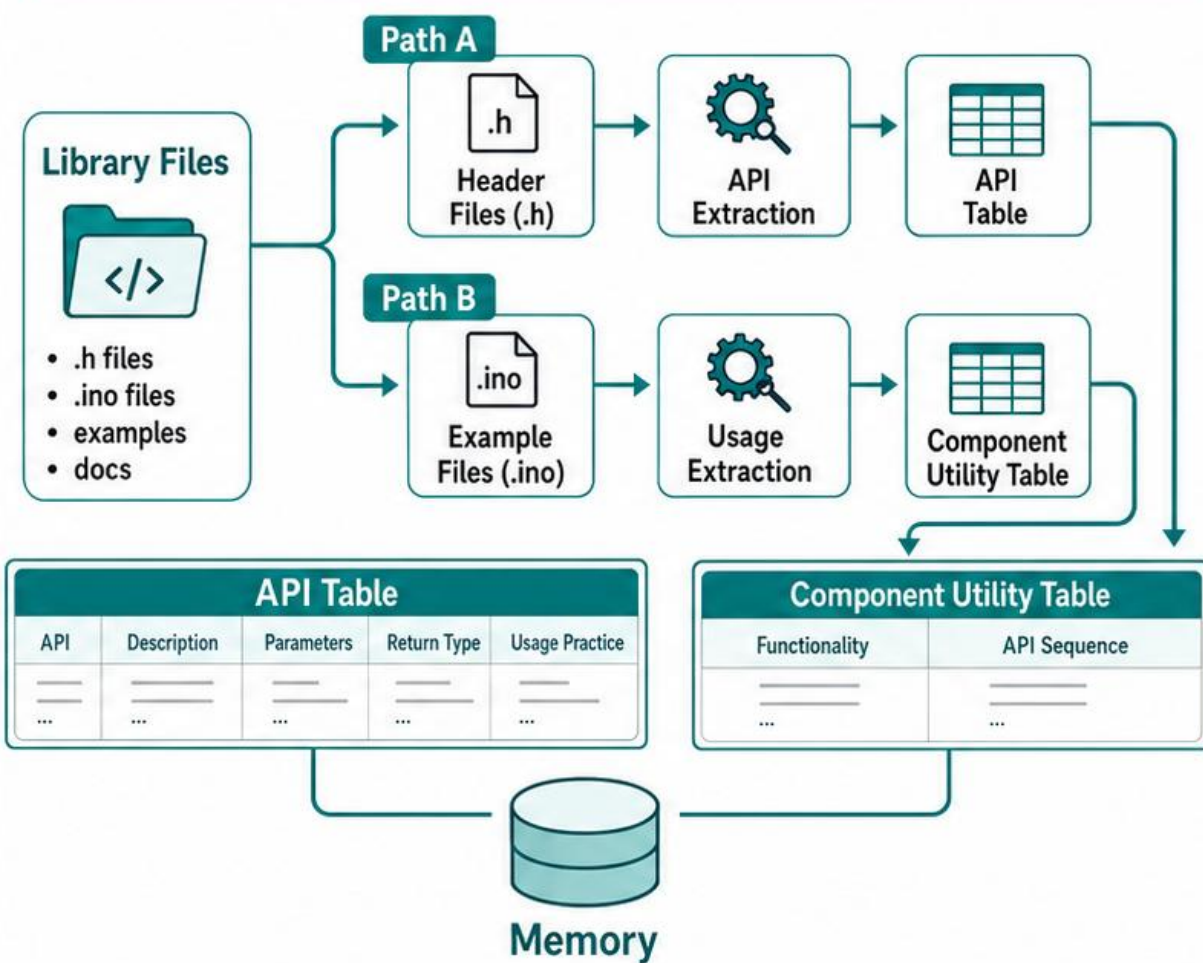 Path A
.h
Header
Files (.h)
API
Extraction
API
Table
Library Files
</>
• .h files
• .ino files
• examples
• docs
Path B
.ino
Example
Files (.ino)
Usage
Extraction
Component
Utility Table
API Table
API Description Parameters Return Type Usage Practice
... ... ... ... ...
Component Utility Table
Functionality API Sequence
... ...
Memory